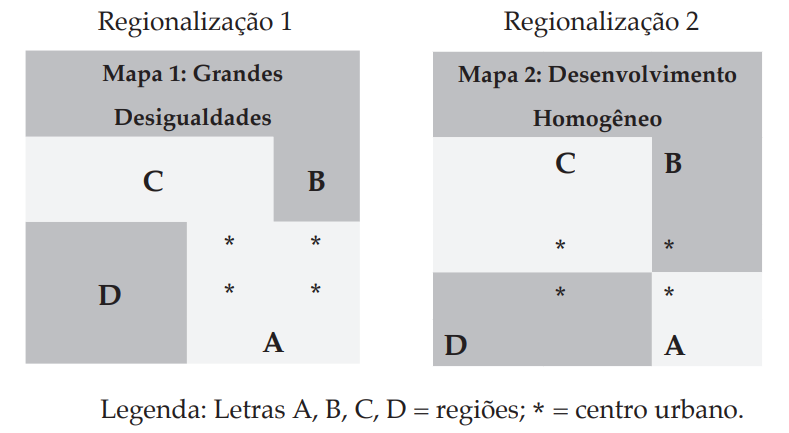 Regionalização 1
Regionalização 2
Mapa 1: Grandes
Desigualdades
C
B
* *
* *
D
A
Mapa 2: Desenvolvimento
Homogêneo
C
B
* *
* *
D
A
Legenda: Letras A, B, C, D = regiões; * = centro urbano.